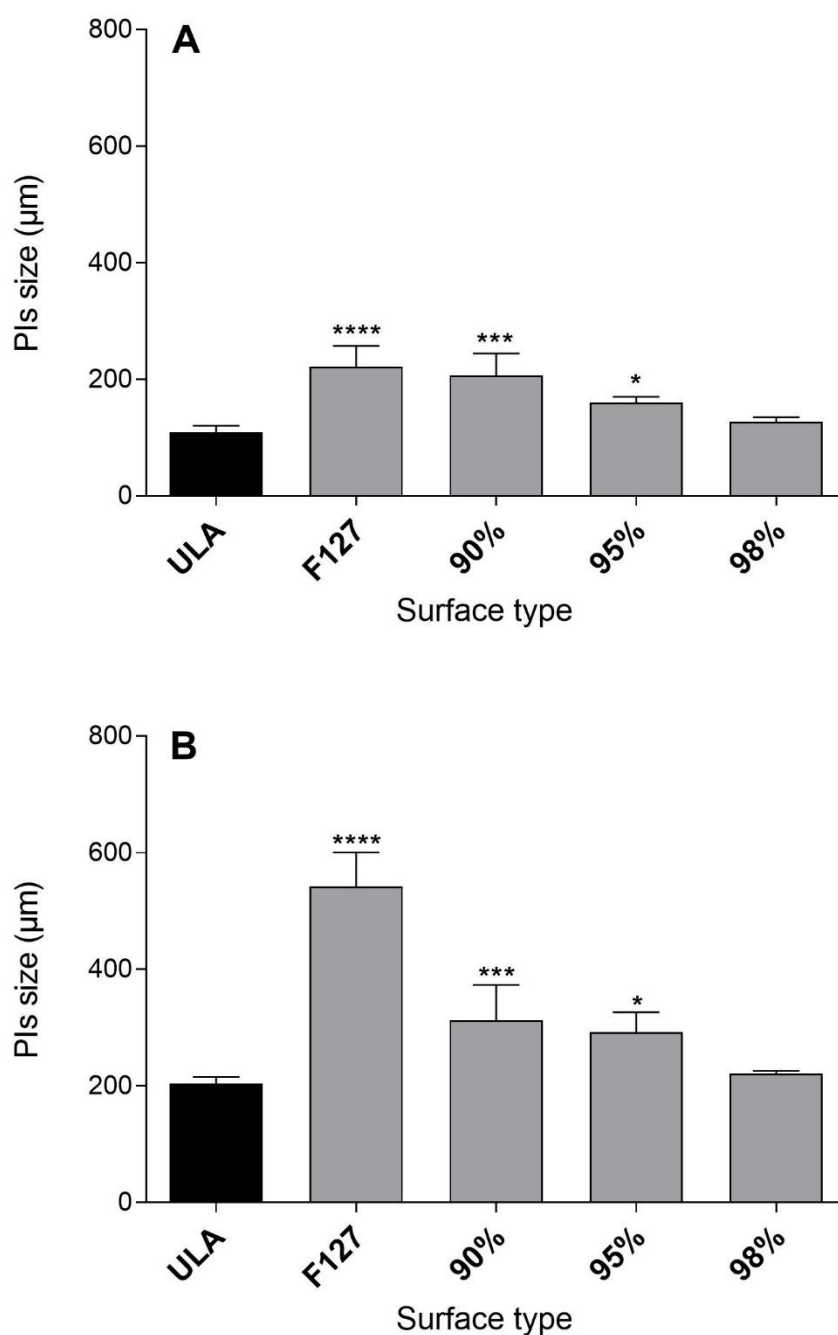 A
800
600
400
200
0
PIs size (µm)
****
***
*
ULA
F127
90%
95%
98%
Surface type
B
800
600
400
200
0
PIs size (µm)
****
***
*
ULA
F127
90%
95%
98%
Surface type